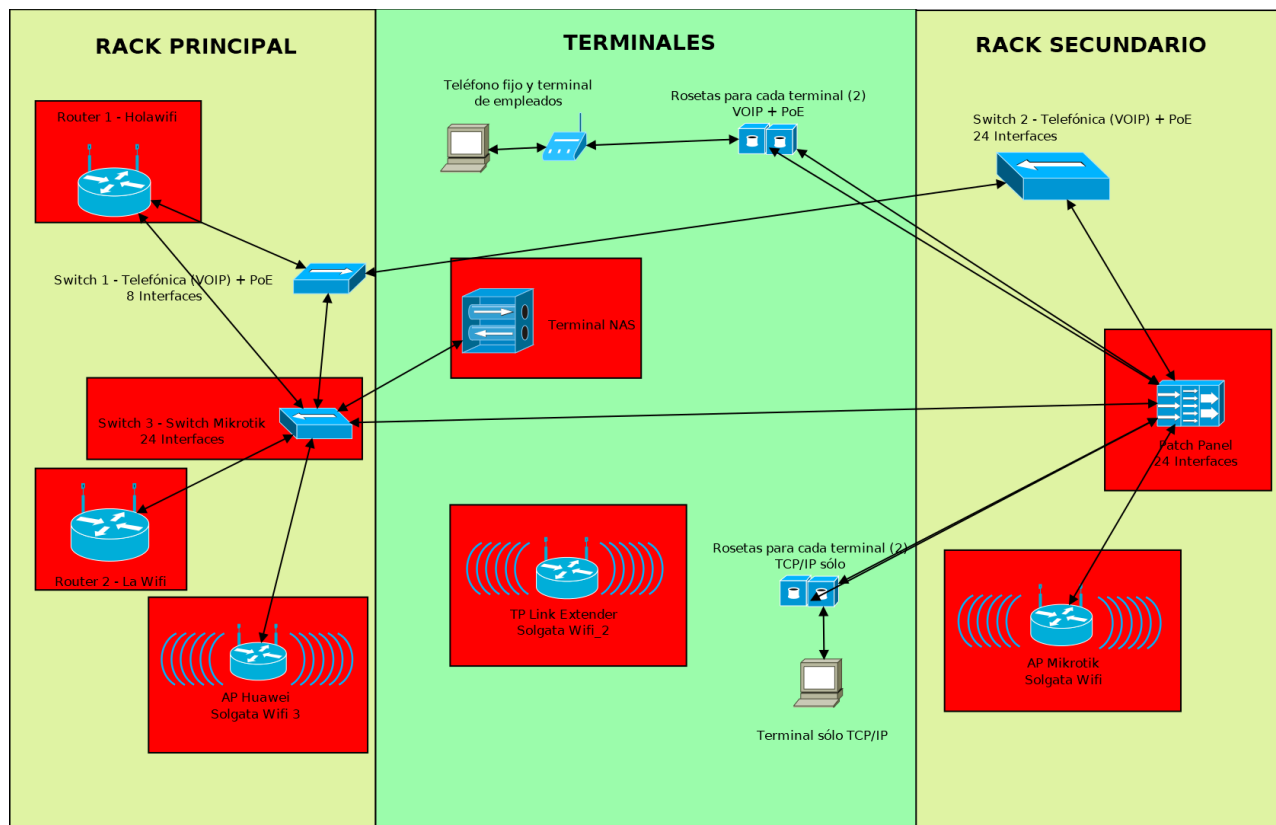 RACK PRINCIPAL
TERMINALES
RACK SECUNDARIO
Router 1 - Holawifi
Teléfono fijo y terminal
de empleados
Rosetas para cada terminal (2)
VOIP + PoE
Switch 2 - Telefónica (VOIP) + PoE
24 Interfaces
Switch 1 - Telefónica (VOIP) + PoE
8 Interfaces
Terminal NAS
Switch 3 - Switch Mikrotik
24 Interfaces
Patch Panel
24 Interfaces
Router 2 - La Wifi
TP Link Extender
Solgata Wifi_2
Rosetas para cada terminal (2)
TCP/IP sólo
AP Huawei
Solgata Wifi 3
AP Mikrotik
Solgata Wifi
Terminal sólo TCP/IP